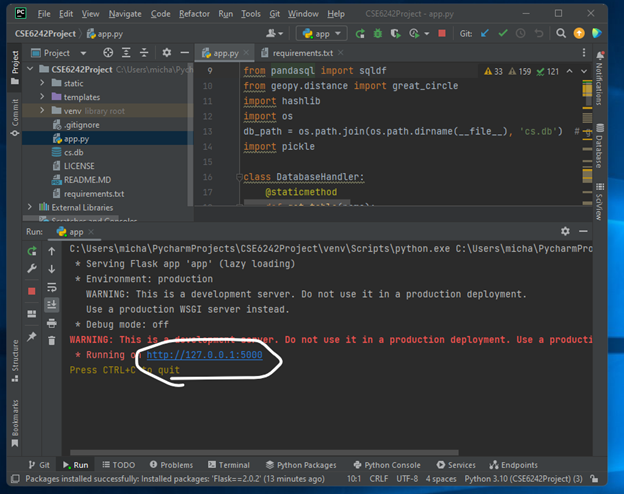 PC File Edit View Navigate Code Refactor Run Tools Git Window Help CSE6242Project - app.py
CSE6242Project app.py app Git:
Project app.py requirements.txt
CSE6242Project C:\Users\micha\Pycharm
static
templates
venv library root
.gitignore
app.py
cs.db
LICENSE
README.MD
requirements.txt
External Libraries
Scratches and Consoles
33 159 121
9 from pandasql import sqldf
10 from geopy.distance import great_circle
11 import hashlib
12 import os
13 db_path = os.path.join(os.path.dirname(__file__), 'cs.db') #
14 import pickle
15
16 class DatabaseHandler:
17 @staticmethod
Project
Commit
Structure
Bookmarks
Notifications
Database
SciView
Run: app
C:\Users\micha\PycharmProjects\CSE6242Project\venv\Scripts\python.exe C:\Users\micha\PycharmProjects\CSE6242Project
* Serving Flask app 'app' (lazy loading)
* Environment: production
WARNING: This is a development server. Do not use it in a production deployment.
Use a production WSGI server instead.
* Debug mode: off
WARNING: This is a development server. Do not use it in a production deployment. Use a producti
* Running on http://127.0.0.1:5000
Press CTRL+C to quit
Git Run TODO Problems Terminal Python Packages Python Console Services Endpoints
Packages installed successfully: Installed packages: 'Flask==2.0.2' (13 minutes ago) 10:1 CRLF UTF-8 4 spaces Python 3.10 (CSE6242Project) (3)